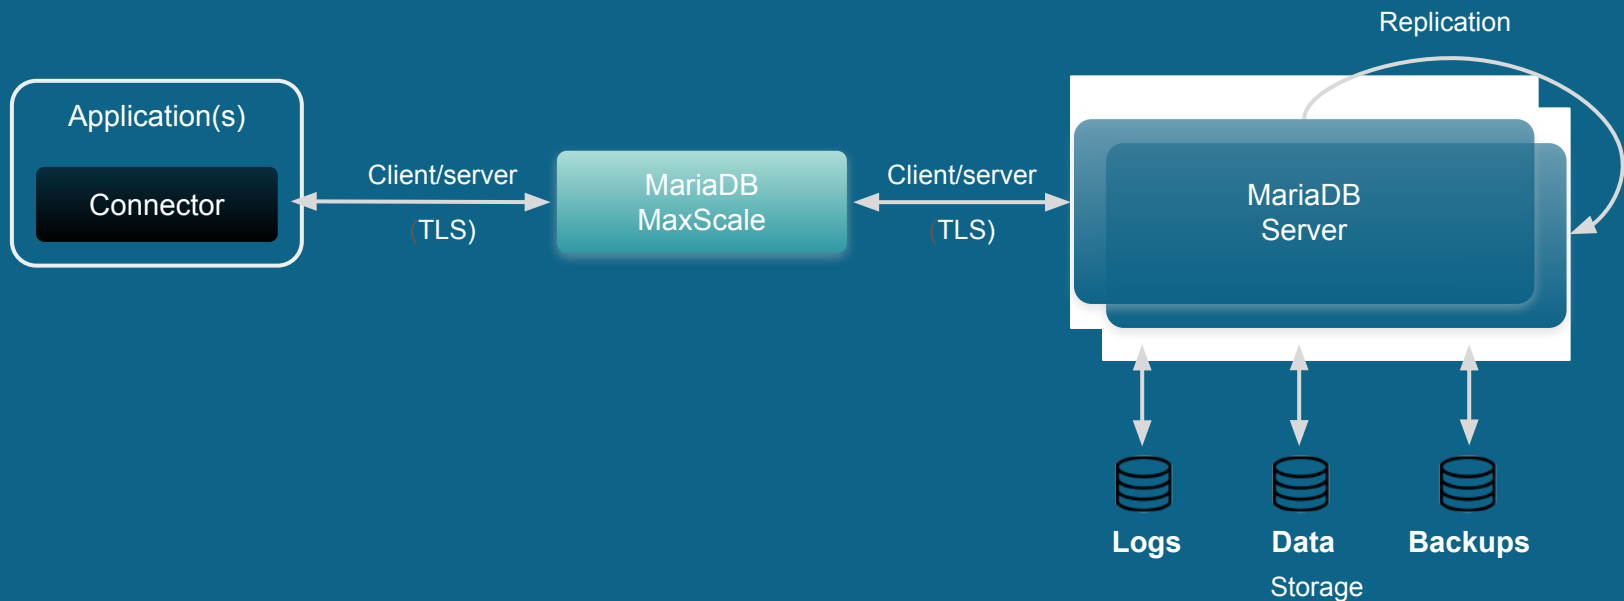 Replication
Application(s)
Connector
Client/server
(TLS)
MariaDB
MaxScale
Client/server
(TLS)
MariaDB
Server
Logs
Data
Backups
Storage